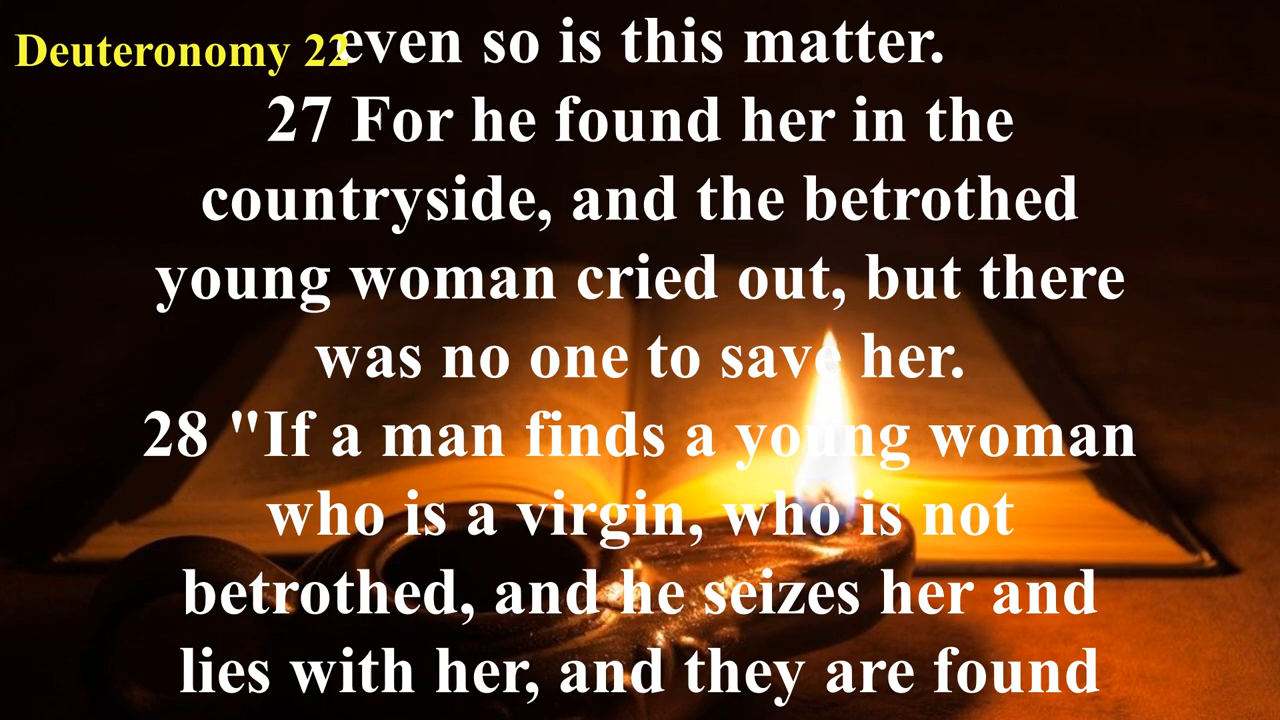 Deuteronomy 22
even so is this matter.
27 For he found her in the
countryside, and the betrothed
young woman cried out, but there
was no one to save her.
28 "If a man finds a young woman
who is a virgin, who is not
betrothed, and he seizes her and
lies with her, and they are found